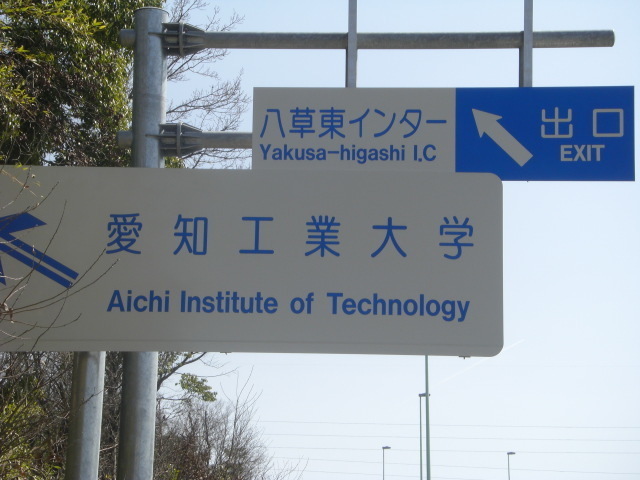 八草東インター
Yakusa-higashi I.C
出口
EXIT
愛知工業大学
Aichi Institute of Technology